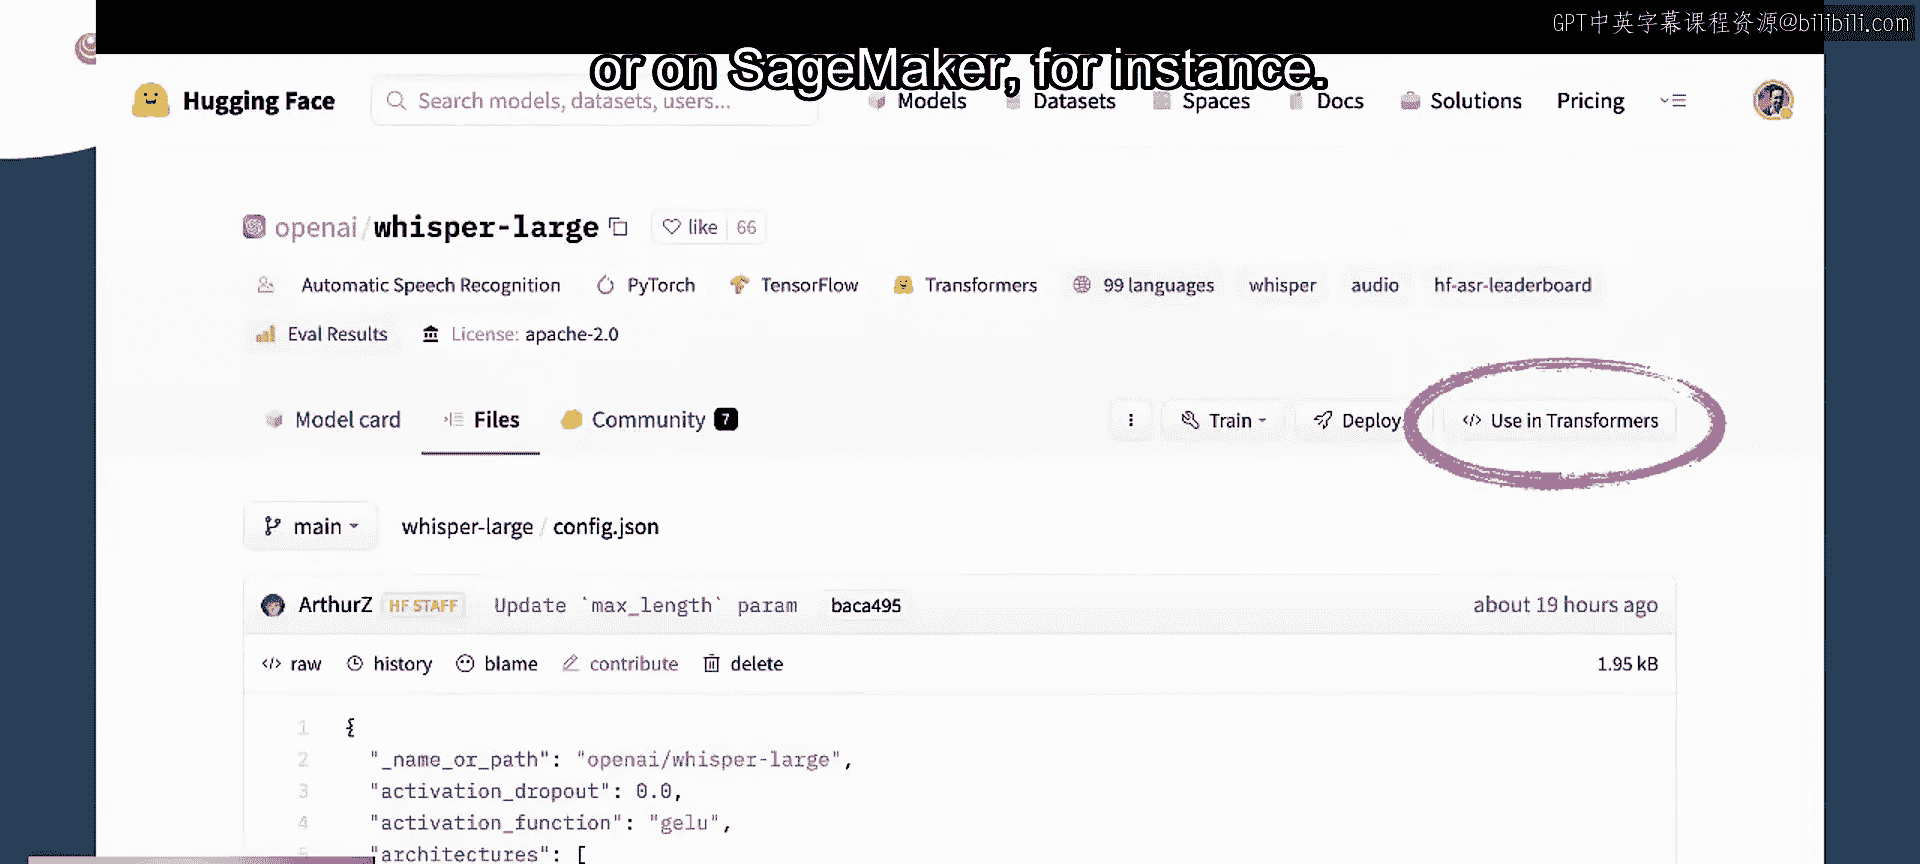 GPT中英字幕课程资源@bilibili.com
or on SageMaker, for instance.
Hugging Face Search models, datasets, users... Models Datasets Spaces Docs Solutions Pricing
openai/whisper-large like 66
Automatic Speech Recognition PyTorch TensorFlow Transformers 99 languages whisper audio hf-asr-leaderboard
Eval Results License: apache-2.0
Model card Files Community 7 Train Deploy </> Use in Transformers
main whisper-large / config.json
ArthurZ HF STAFF Update `max_length` param baca495 about 19 hours ago
</> raw history blame contribute delete 1.95 kB
1 {
2 "_name_or_path": "openai/whisper-large",
3 "activation_dropout": 0.0,
4 "activation_function": "gelu",
5 "architectures": [